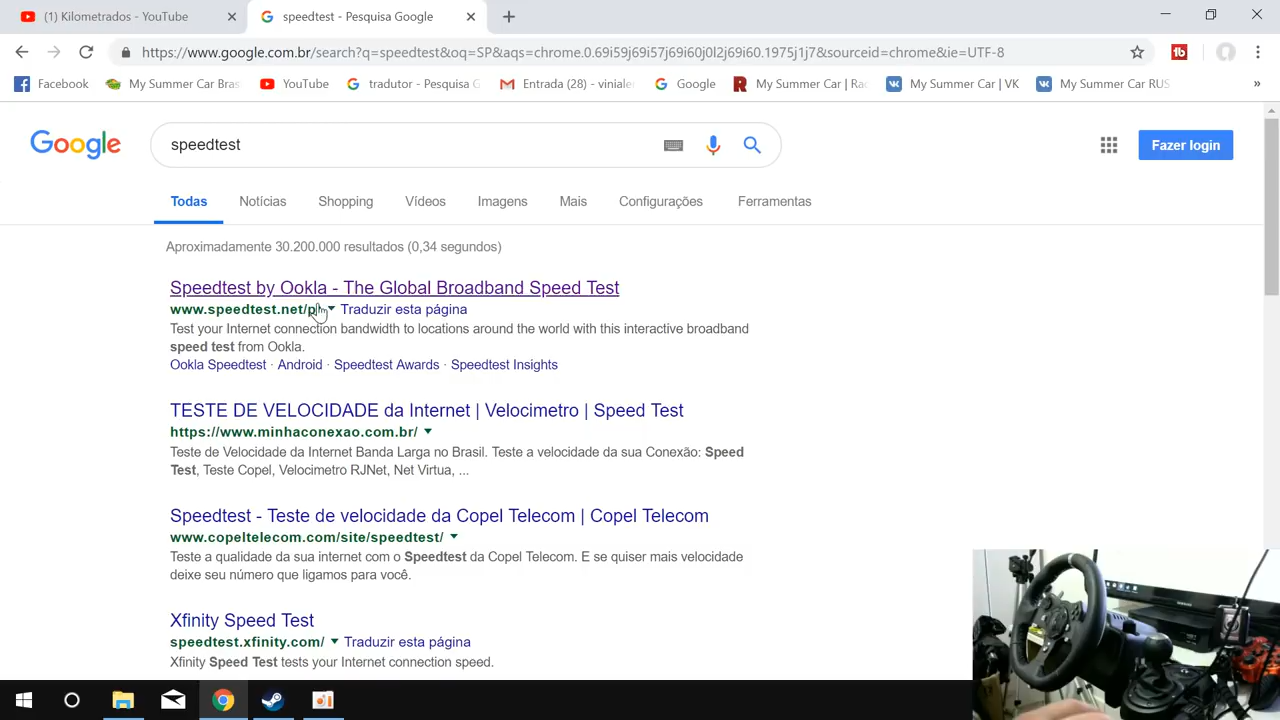 (1) Kilometrados - YouTube
speedtest - Pesquisa Google
https://www.google.com.br/search?q=speedtest&oq=SP&aqs=chrome.0.69i59j69i57j69i60j0l2j69i60.1975j1j7&sourceid=chrome&ie=UTF-8
Facebook
My Summer Car Bras
YouTube
tradutor - Pesquisa G
Entrada (28) - vinialer
Google
My Summer Car | Rac
My Summer Car | VK
My Summer Car RUS
Google
speedtest
Fazer login
Todas
Notícias
Shopping
Vídeos
Imagens
Mais
Configurações
Ferramentas
Aproximadamente 30.200.000 resultados (0,34 segundos)
Speedtest by Ookla - The Global Broadband Speed Test
www.speedtest.net/p Traduzir esta página
Test your Internet connection bandwidth to locations around the world with this interactive broadband
speed test from Ookla.
Ookla Speedtest · Android · Speedtest Awards · Speedtest Insights
TESTE DE VELOCIDADE da Internet | Velocimetro | Speed Test
https://www.minhaconexao.com.br/
Teste de Velocidade da Internet Banda Larga no Brasil. Teste a velocidade da sua Conexão: Speed
Test, Teste Copel, Velocimetro RJNet, Net Virtua, ...
Speedtest - Teste de velocidade da Copel Telecom | Copel Telecom
www.copeltelecom.com/site/speedtest/
Teste a qualidade da sua internet com o Speedtest da Copel Telecom. E se quiser mais velocidade
deixe seu número que ligamos para você.
Xfinity Speed Test
speedtest.xfinity.com/ Traduzir esta página
Xfinity Speed Test tests your Internet connection speed.